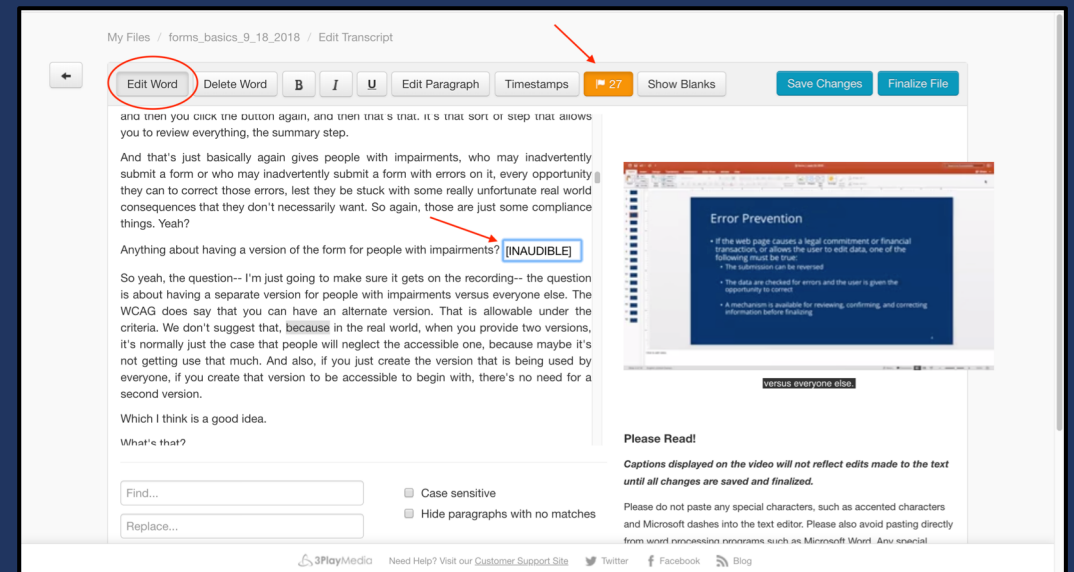 My Files / forms_basics_9_18_2018 / Edit Transcript
Edit Word Delete Word B I U Edit Paragraph Timestamps 27 Show Blanks Save Changes Finalize File
and then you click the button again, and then that's that. It's that sort of step that allows
you to review everything, the summary step.
And that's just basically again gives people with impairments, who may inadvertently
submit a form or who may inadvertently submit a form with errors on it, every opportunity
they can to correct those errors, lest they be stuck with some really unfortunate real world
consequences that they don't necessarily want. So again, those are just some compliance
things. Yeah?
Anything about having a version of the form for people with impairments? [INAUDIBLE]
So yeah, the question-- I'm just going to make sure it gets on the recording-- the question
is about having a separate version for people with impairments versus everyone else. The
WCAG does say that you can have an alternate version. That is allowable under the
criteria. We don't suggest that, because in the real world, when you provide two versions,
it's normally just the case that people will neglect the accessible one, because maybe it's
not getting use that much. And also, if you just create the version that is being used by
everyone, if you create that version to be accessible to begin with, there's no need for a
second version.
Which I think is a good idea.
What's that?
Find...
Replace...
Case sensitive
Hide paragraphs with no matches
Error Prevention
• If the web page causes a legal commitment or financial
transaction, or allows the user to edit data, one of the
following must be true:
• The submission can be reversed
• The data are checked for errors and the user is given the
opportunity to correct
• A mechanism is available for reviewing, confirming, and correcting
information before finalizing
versus everyone else.
Please Read!
Captions displayed on the video will not reflect edits made to the text
until all changes are saved and finalized.
Please do not paste any special characters, such as accented characters
and Microsoft dashes into the text editor. Please also avoid pasting directly
from word processing programs such as Microsoft Word. Any special
3PlayMedia Need Help? Visit our Customer Support Site Twitter Facebook Blog